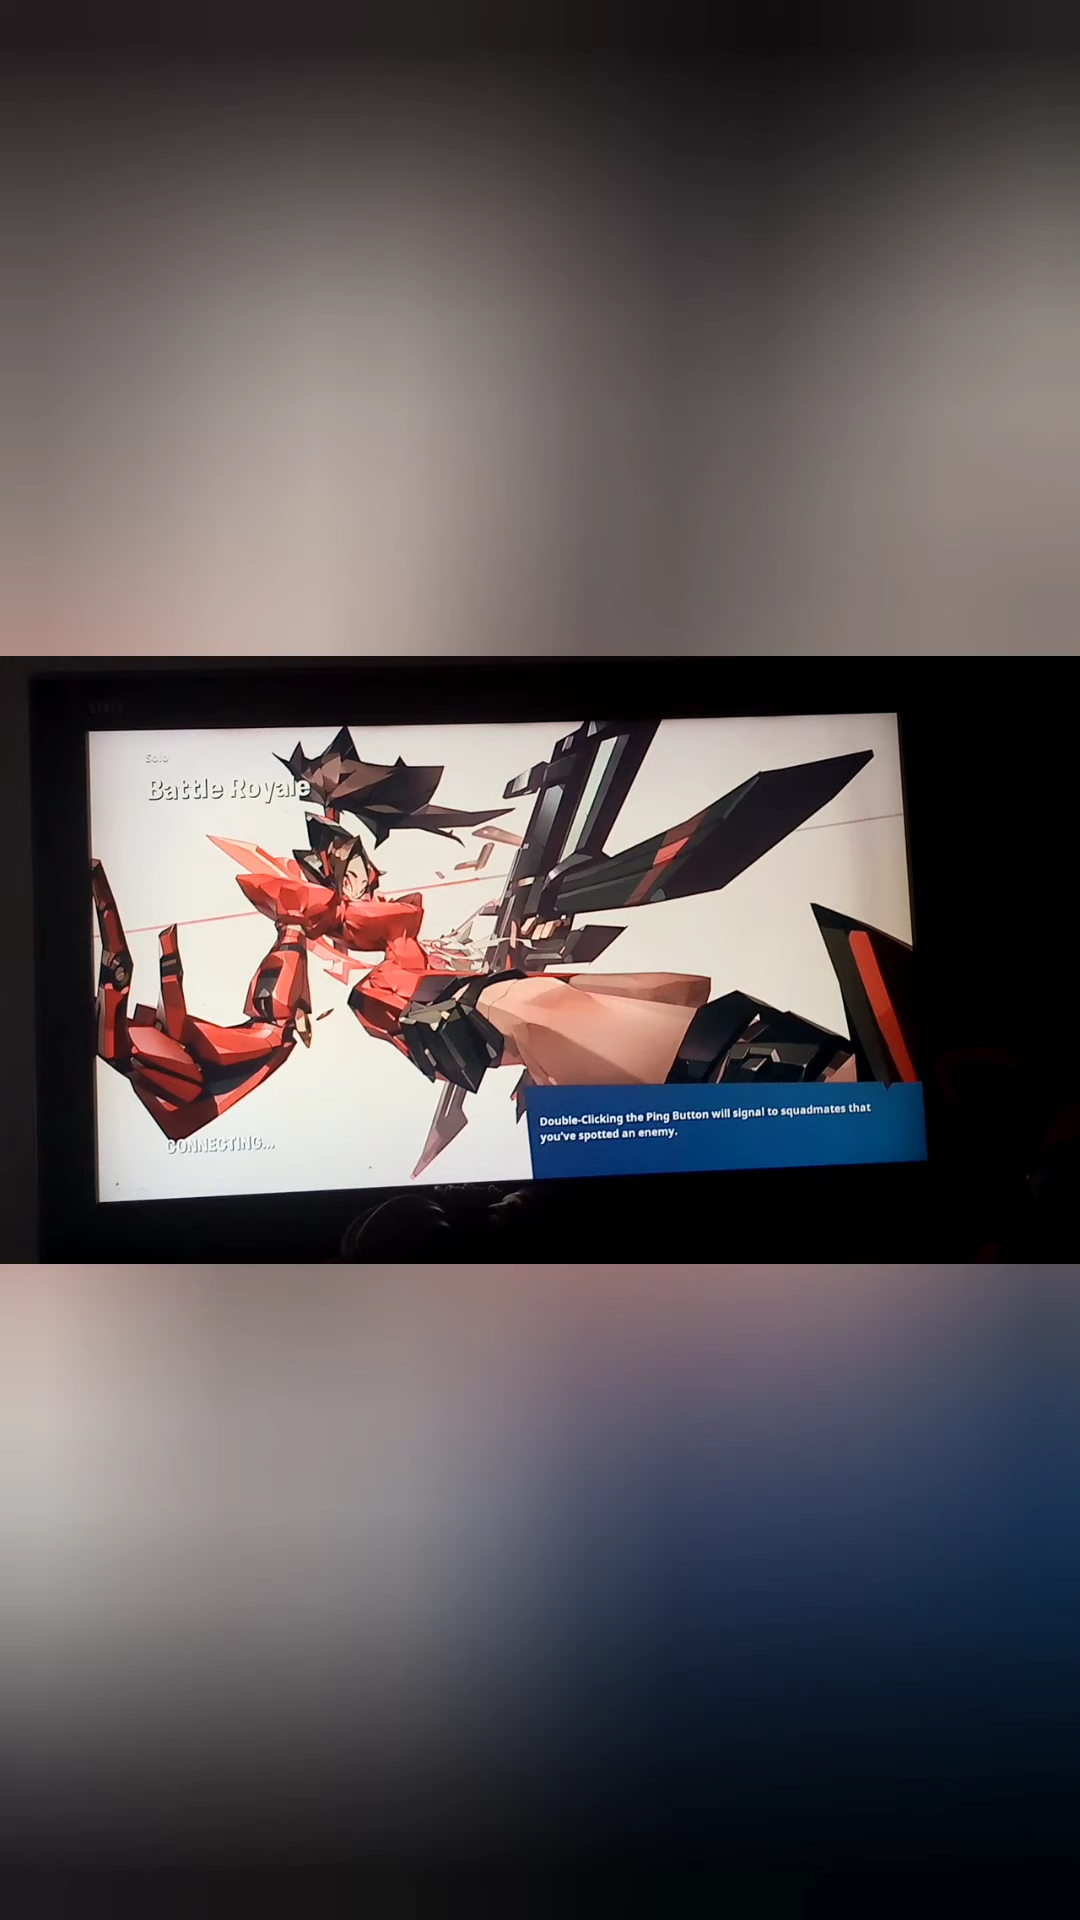 Solo
Battle Royale
CONNECTING...
Double-Clicking the Ping Button will signal to squadmates that
you've spotted an enemy.